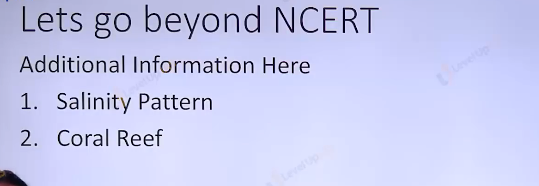 Lets go beyond NCERT
Additional Information Here
1. Salinity Pattern
2. Coral Reef